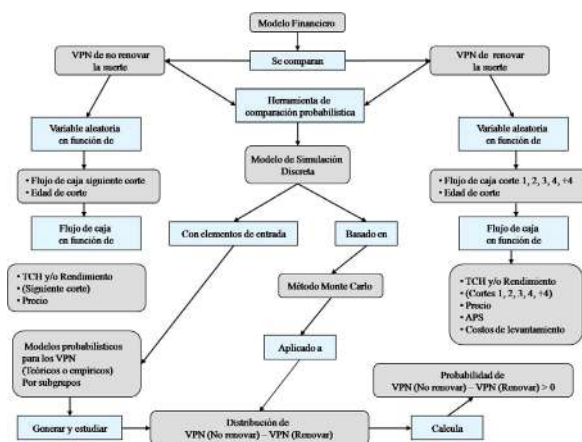 Modelo Financiero
VPN de no renovar
la suerte
Se comparan
VPN de renovar
la suerte
Herramienta de
comparación probabilística
Variable aleatoria
en función de
Variable aleatoria
en función de
Modelo de Simulación
Discreta
• Flujo de caja siguiente corte
• Edad de corte
• Flujo de caja corte 1, 2, 3, 4, +4
• Edad de corte
Flujo de caja
en función de
Con elementos de entrada
Basado en
Flujo de caja
en función de
• TCH y/o Rendimiento
• (Siguiente corte)
• Precio
Método Monte Carlo
• TCH y/o Rendimiento
• (Cortes 1, 2, 3, 4, +4)
• Precio
• APS
• Costos de levantamiento
Modelos probabilísticos
para los VPN
(Teóricos o empíricos)
Por subgrupos
Aplicado a
Probabilidad de
VPN (No renovar) – VPN (Renovar) > 0
Generar y estudiar
Distribución de
VPN (No renovar) – VPN (Renovar)
Calcula